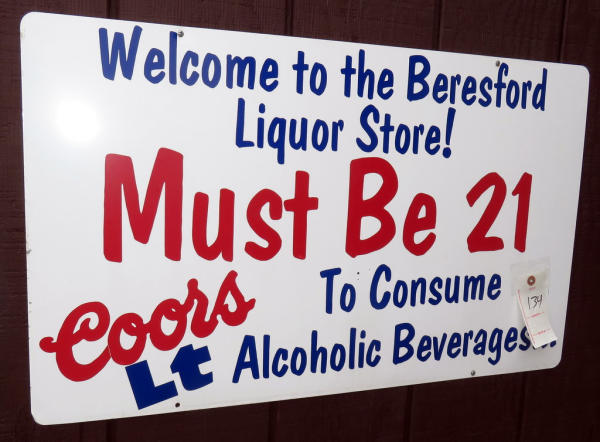 Welcome to the Beresford
Liquor Store!
Must Be 21
To Consume
Alcoholic Beverages..
Coors
Lt
134